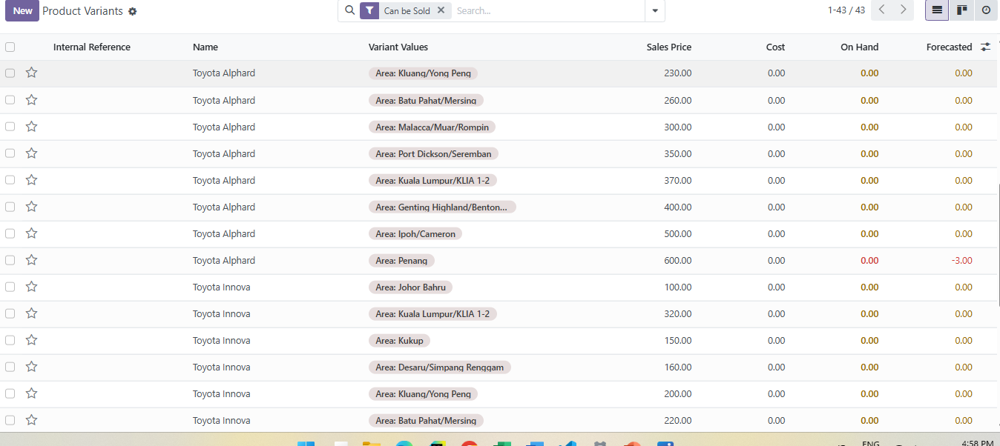 New Product Variants Can be Sold Search... 1-43 / 43
Internal Reference Name Variant Values Sales Price Cost On Hand Forecasted
Toyota Alphard Area: Kluang/Yong Peng 230.00 0.00 0.00 0.00
Toyota Alphard Area: Batu Pahat/Mersing 260.00 0.00 0.00 0.00
Toyota Alphard Area: Malacca/Muar/Rompin 300.00 0.00 0.00 0.00
Toyota Alphard Area: Port Dickson/Seremban 350.00 0.00 0.00 0.00
Toyota Alphard Area: Kuala Lumpur/KLIA 1-2 370.00 0.00 0.00 0.00
Toyota Alphard Area: Genting Highland/Benton... 400.00 0.00 0.00 0.00
Toyota Alphard Area: Ipoh/Cameron 500.00 0.00 0.00 0.00
Toyota Alphard Area: Penang 600.00 0.00 0.00 -3.00
Toyota Innova Area: Johor Bahru 100.00 0.00 0.00 0.00
Toyota Innova Area: Kuala Lumpur/KLIA 1-2 320.00 0.00 0.00 0.00
Toyota Innova Area: Kukup 150.00 0.00 0.00 0.00
Toyota Innova Area: Desaru/Simpang Renggam 160.00 0.00 0.00 0.00
Toyota Innova Area: Kluang/Yong Peng 200.00 0.00 0.00 0.00
Toyota Innova Area: Batu Pahat/Mersing 220.00 0.00 0.00 0.00
ENG 4:58 PM